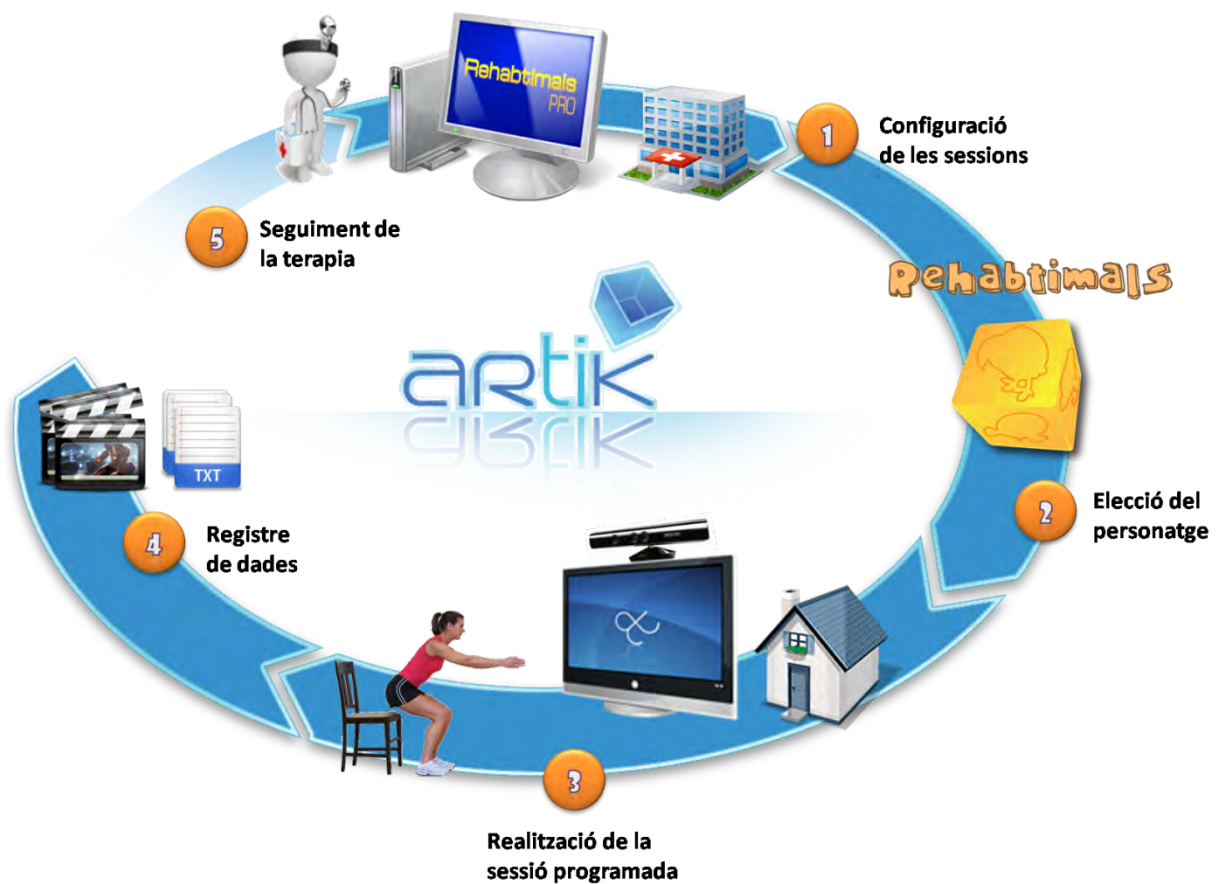 Rehabtimals
PRO
1
Configuració
de les sessions
5
Seguiment de
la terapia
Rehabtimals
artik
TXT
2
Elecció del
personatge
4
Registre
de dades
3
Realització de la
sessió programada